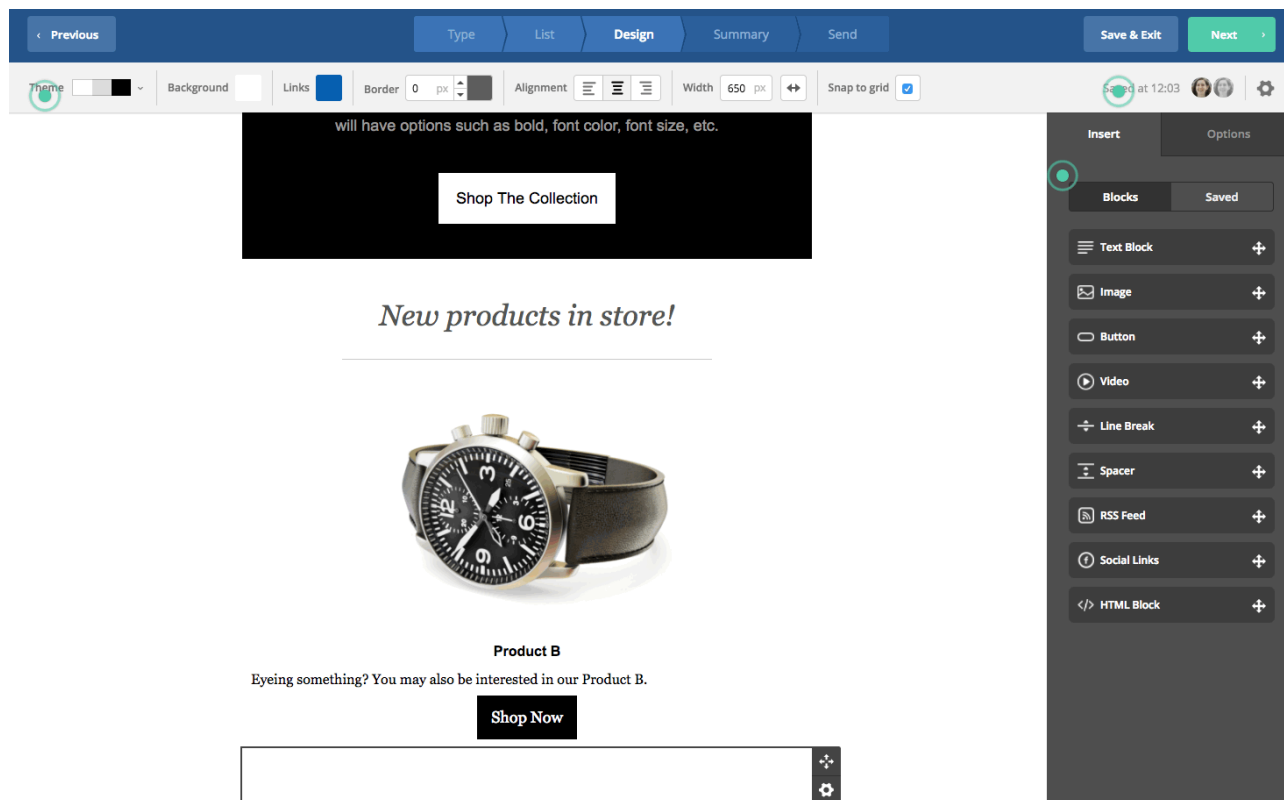 ‹ Previous
Type
List
Design
Summary
Send
Save & Exit
Next ›
Theme
Background
Links
Border 0 px
Alignment
Width 650 px
Snap to grid
Saved at 12:03
will have options such as bold, font color, font size, etc.
Shop The Collection
New products in store!
Product B
Eyeing something? You may also be interested in our Product B.
Shop Now
Insert
Options
Blocks
Saved
Text Block
Image
Button
Video
Line Break
Spacer
RSS Feed
Social Links
</> HTML Block